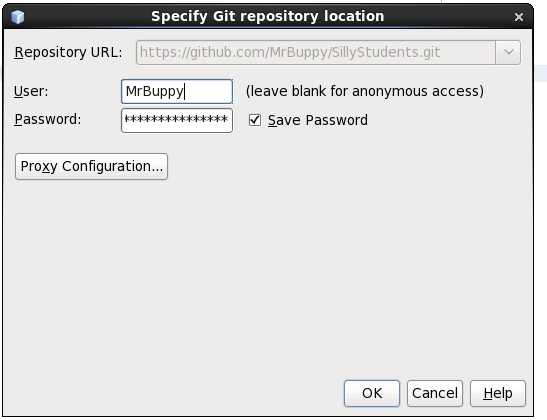 Specify Git repository location
Repository URL: https://github.com/MrBuppy/SillyStudents.git
User: MrBuppy (leave blank for anonymous access)
Password: *************** Save Password
Proxy Configuration...
OK Cancel Help